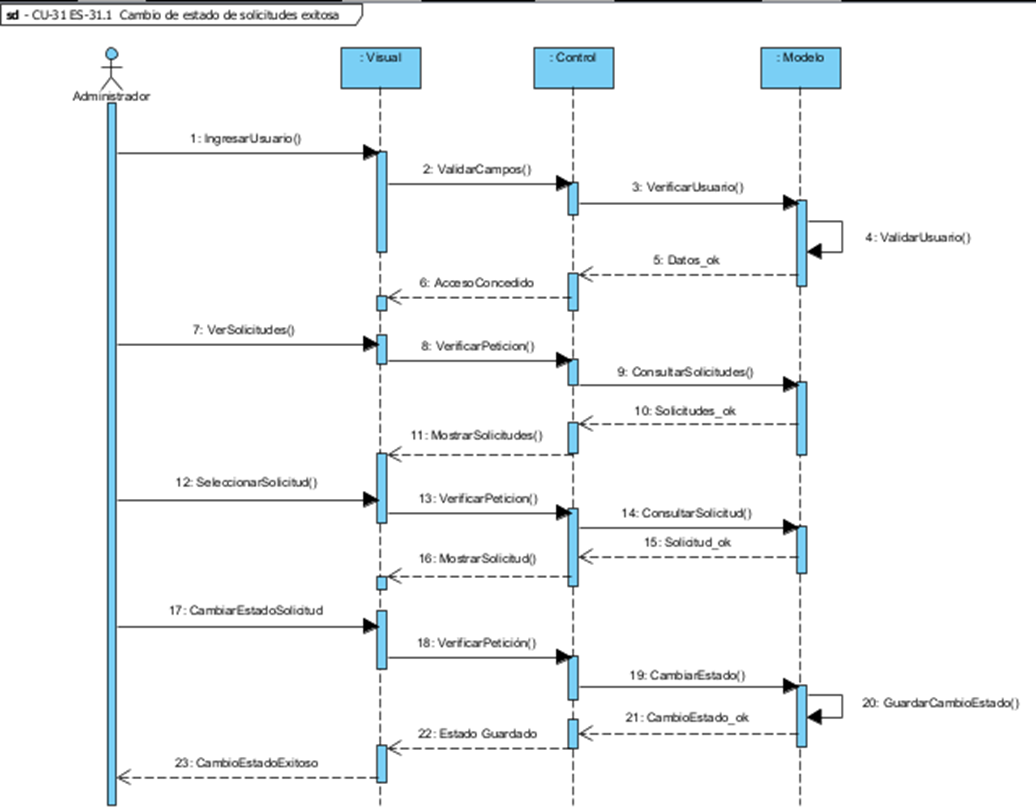 sd - CU-31 ES-31.1 Cambio de estado de solicitudes exitosa
: Visual
: Control
: Modelo
Administrador
1: IngresarUsuario()
2: ValidarCampos()
3: VerificarUsuario()
4: ValidarUsuario()
5: Datos_ok
6: AccesoConcedido
7: VerSolicitudes()
8: VerificarPeticion()
9: ConsultarSolicitudes()
10: Solicitudes_ok
11: MostrarSolicitudes()
12: SeleccionarSolicitud()
13: VerificarPeticion()
14: ConsultarSolicitud()
15: Solicitud_ok
16: MostrarSolicitud()
17: CambiarEstadoSolicitud
18: VerificarPetición()
19: CambiarEstado()
20: GuardarCambioEstado()
21: CambioEstado_ok
22: Estado Guardado
23: CambioEstadoExitoso